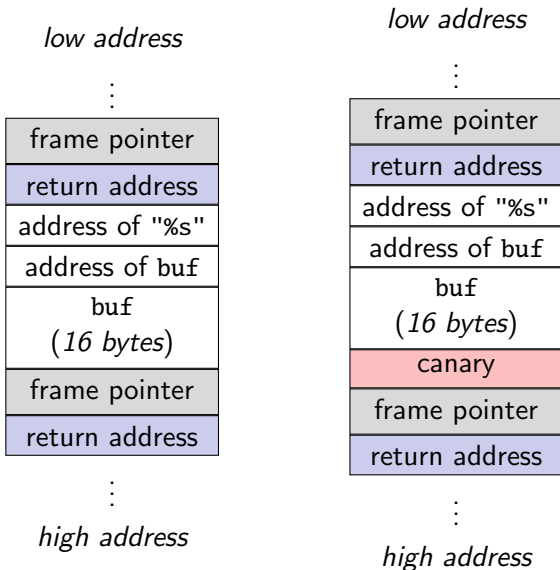 low address
⋮
frame pointer
return address
address of "%s"
address of buf
buf
(16 bytes)
frame pointer
return address
⋮
high address
low address
⋮
frame pointer
return address
address of "%s"
address of buf
buf
(16 bytes)
canary
frame pointer
return address
⋮
high address